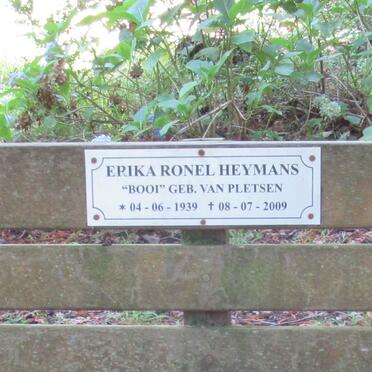 ERIKA RONEL HEYMANS
"BOOI" GEB. VAN PLETSEN
✶ 04 - 06 - 1939 ✝ 08 - 07 - 2009